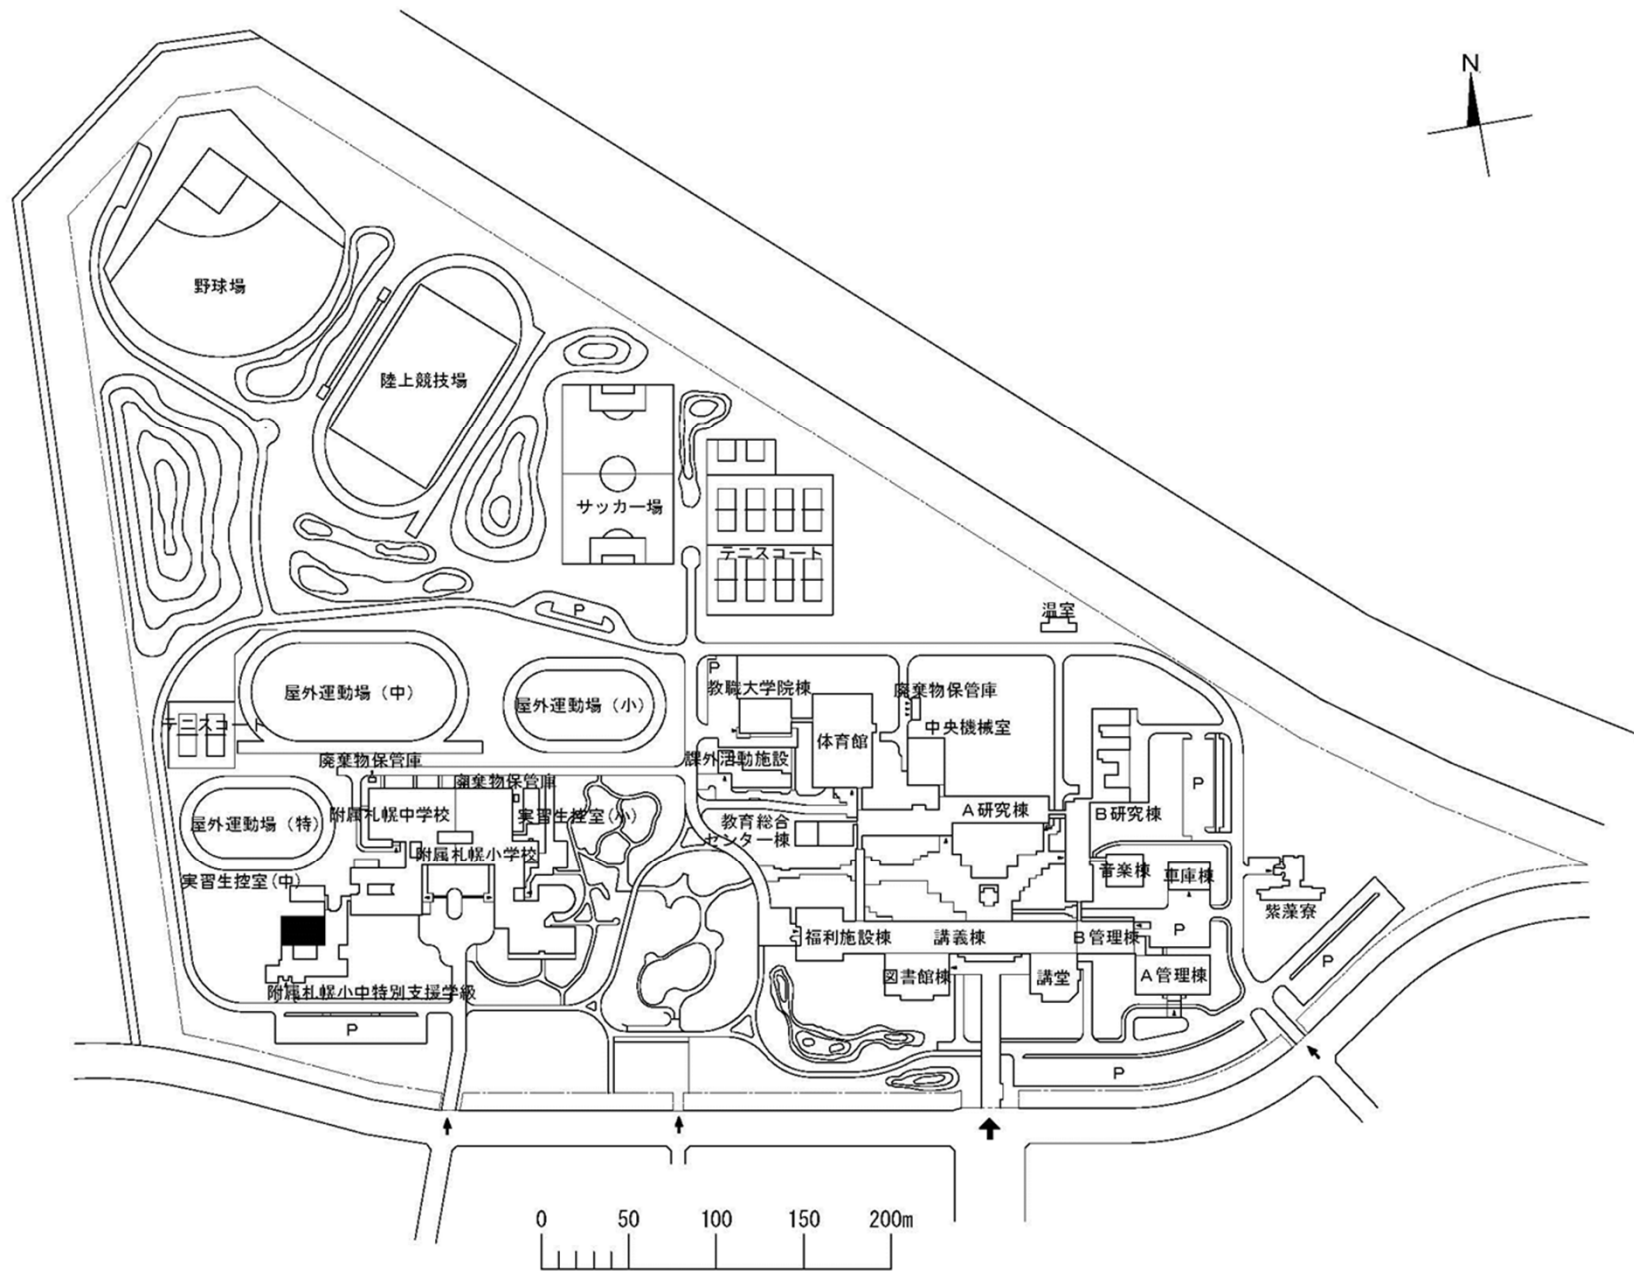 N
野球場
陸上競技場
サッカー場
テニスコート
P
温室
屋外運動場（中）
屋外運動場（小）
P
教職大学院棟
廃棄物保管庫
テニスコート
中央機械室
体育館
課外活動施設
廃棄物保管庫
廃棄物保管庫
P
屋外運動場（特）
附属札幌中学校
実習生控室(小)
A研究棟
B研究棟
教育総合
センター棟
附属札幌小学校
音楽棟
車庫棟
実習生控室(中)
紫藻寮
P
福利施設棟
講義棟
B管理棟
P
図書館棟
講堂
A管理棟
附属札幌小中特別支援学級
P
P
0
50
100
150
200m